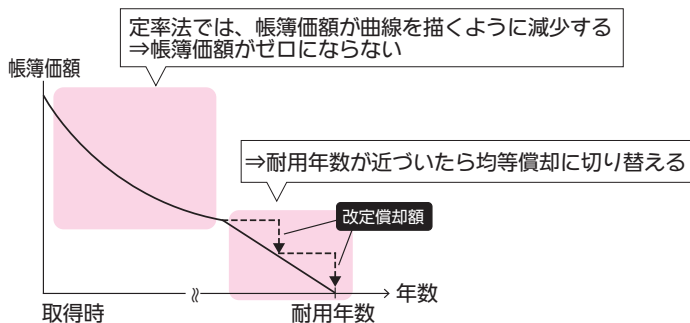 定率法では、帳簿価額が曲線を描くように減少する
⇒帳簿価額がゼロにならない
帳簿価額
⇒耐用年数が近づいたら均等償却に切り替える
改定償却額
年数
取得時
耐用年数